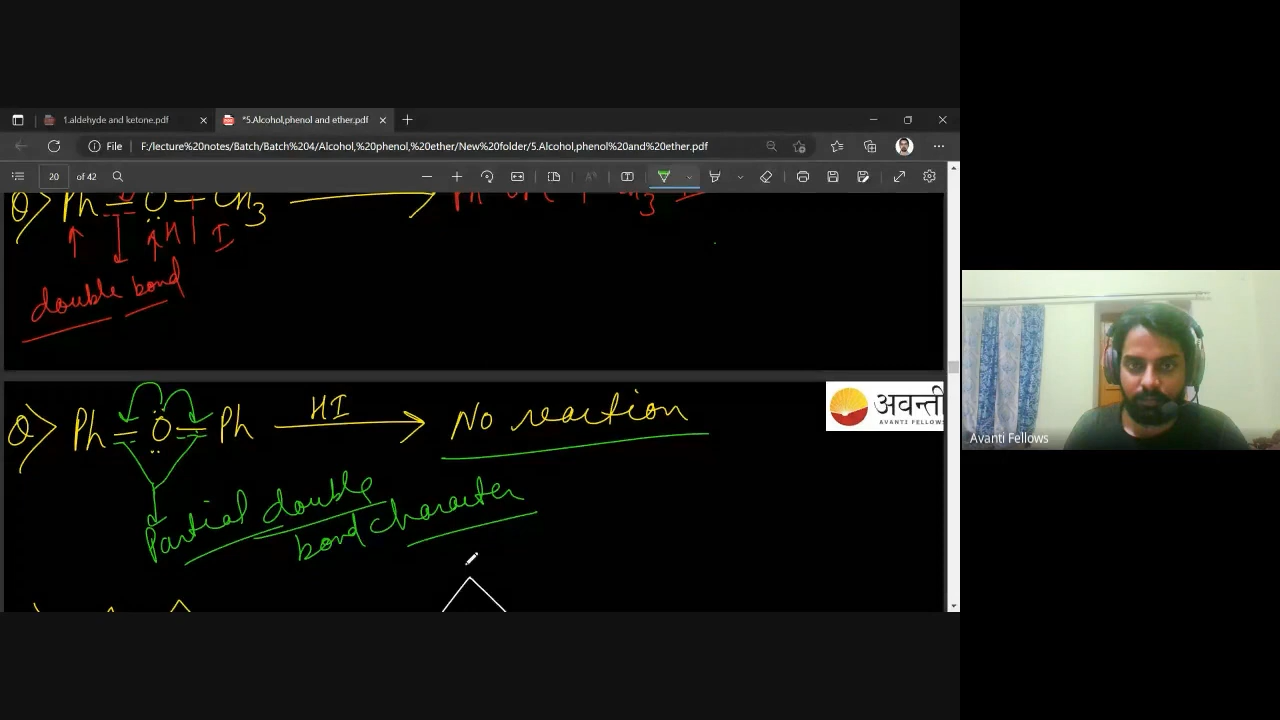 1.aldehyde and ketone.pdf
*5.Alcohol,phenol and ether.pdf
File
F:/lecture%20notes/Batch/Batch%204/Alcohol,%20phenol,%20ether/New%20folder/5.Alcohol,phenol%20and%20ether.pdf
20 of 42
Q> Ph = O + CH3
H I
double bond
Q> Ph = O = Ph HI No reaction
Partial double
bond character
अवन्ती
AVANTI FELLOWS
Avanti Fellows